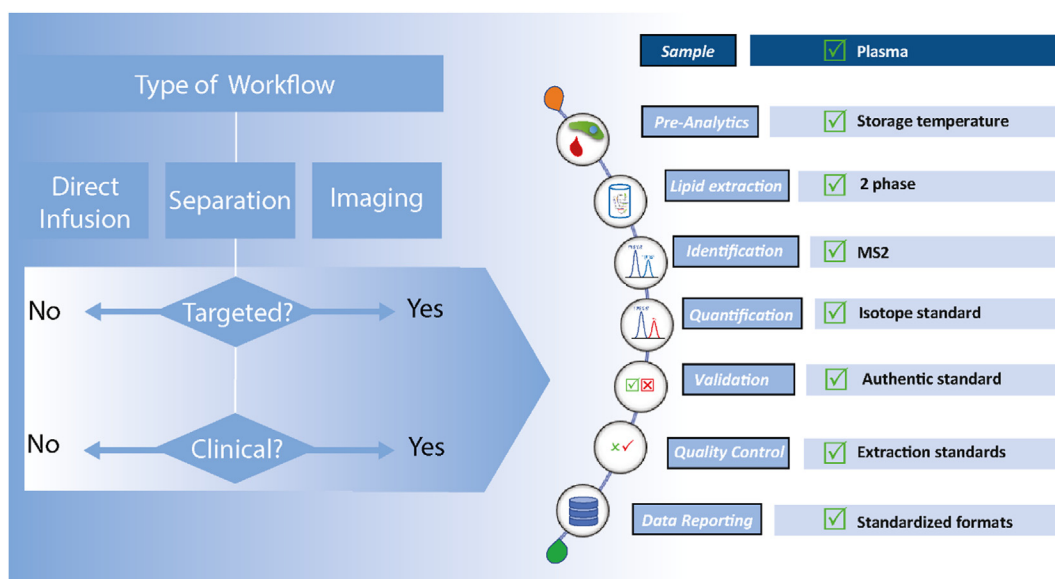 Type of Workflow
Direct
Infusion
Separation
Imaging
No
Targeted?
Yes
No
Clinical?
Yes
Sample
Plasma
Pre-Analytics
Storage temperature
Lipid extraction
2 phase
Identification
MS2
Quantification
Isotope standard
Validation
Authentic standard
Quality Control
Extraction standards
Data Reporting
Standardized formats